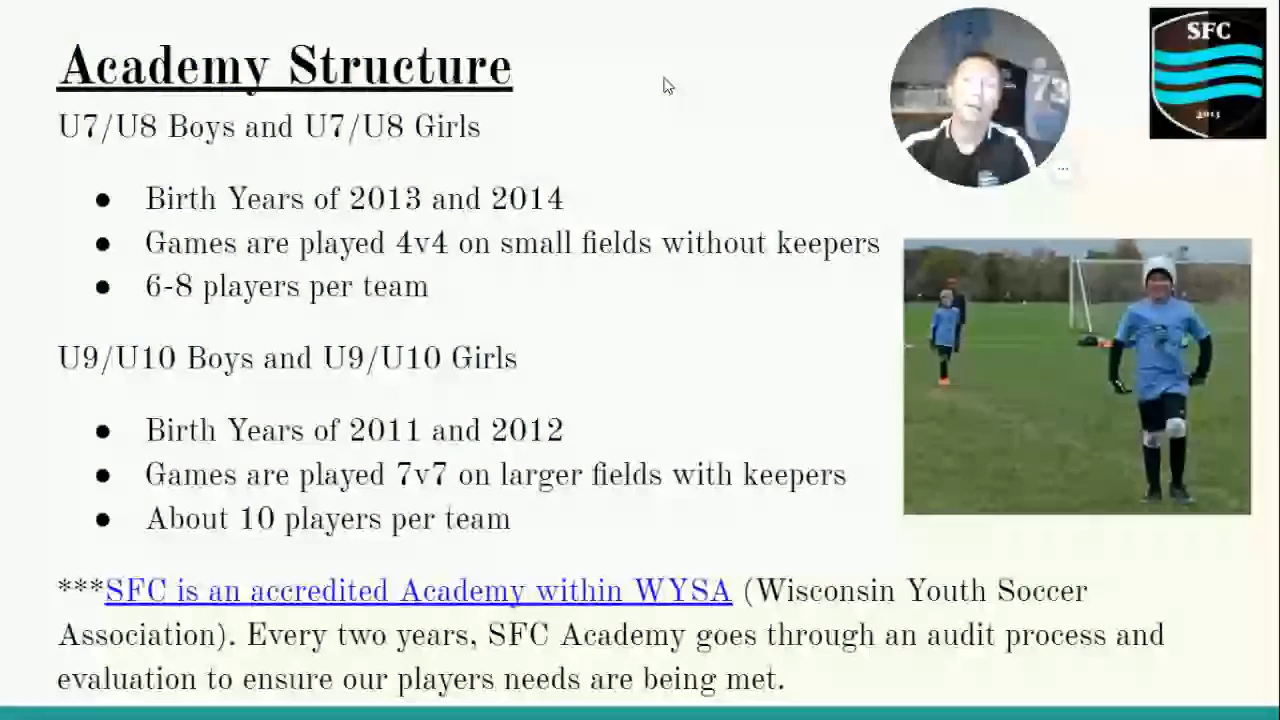 Academy Structure
U7/U8 Boys and U7/U8 Girls
● Birth Years of 2013 and 2014
● Games are played 4v4 on small fields without keepers
● 6-8 players per team
U9/U10 Boys and U9/U10 Girls
● Birth Years of 2011 and 2012
● Games are played 7v7 on larger fields with keepers
● About 10 players per team
***SFC is an accredited Academy within WYSA (Wisconsin Youth Soccer
Association). Every two years, SFC Academy goes through an audit process and
evaluation to ensure our players needs are being met.
SFC
2013
73